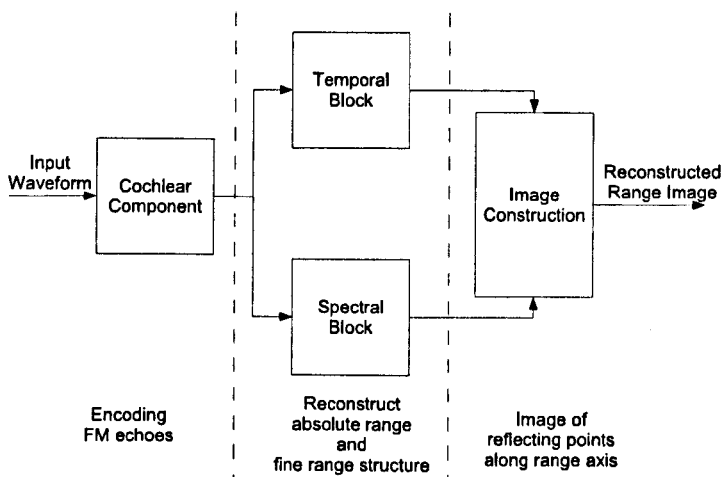 Temporal
Block
Input
Waveform
Cochlear
Component
Image
Construction
Reconstructed
Range Image
Spectral
Block
Encoding
FM echoes
Reconstruct
absolute range
and
fine range structure
Image of
reflecting points
along range axis